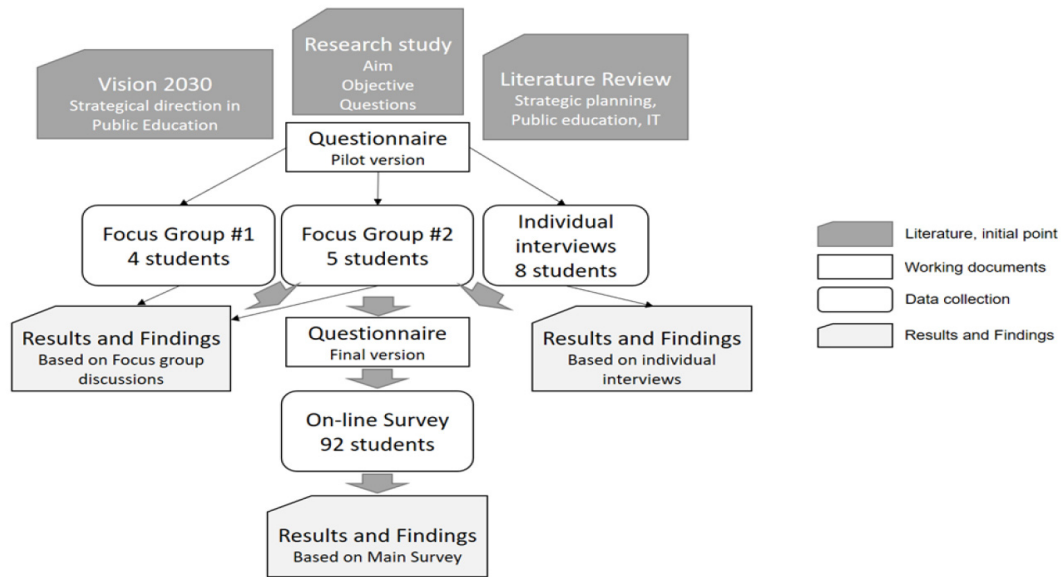 Research study
Aim
Objective
Questions
Vision 2030
Strategical direction in
Public Education
Literature Review
Strategic planning,
Public education, IT
Questionnaire
Pilot version
Focus Group #1
4 students
Focus Group #2
5 students
Individual
interviews
8 students
Literature, initial point
Working documents
Data collection
Results and Findings
Results and Findings
Based on Focus group
discussions
Questionnaire
Final version
Results and Findings
Based on individual
interviews
On-line Survey
92 students
Results and Findings
Based on Main Survey